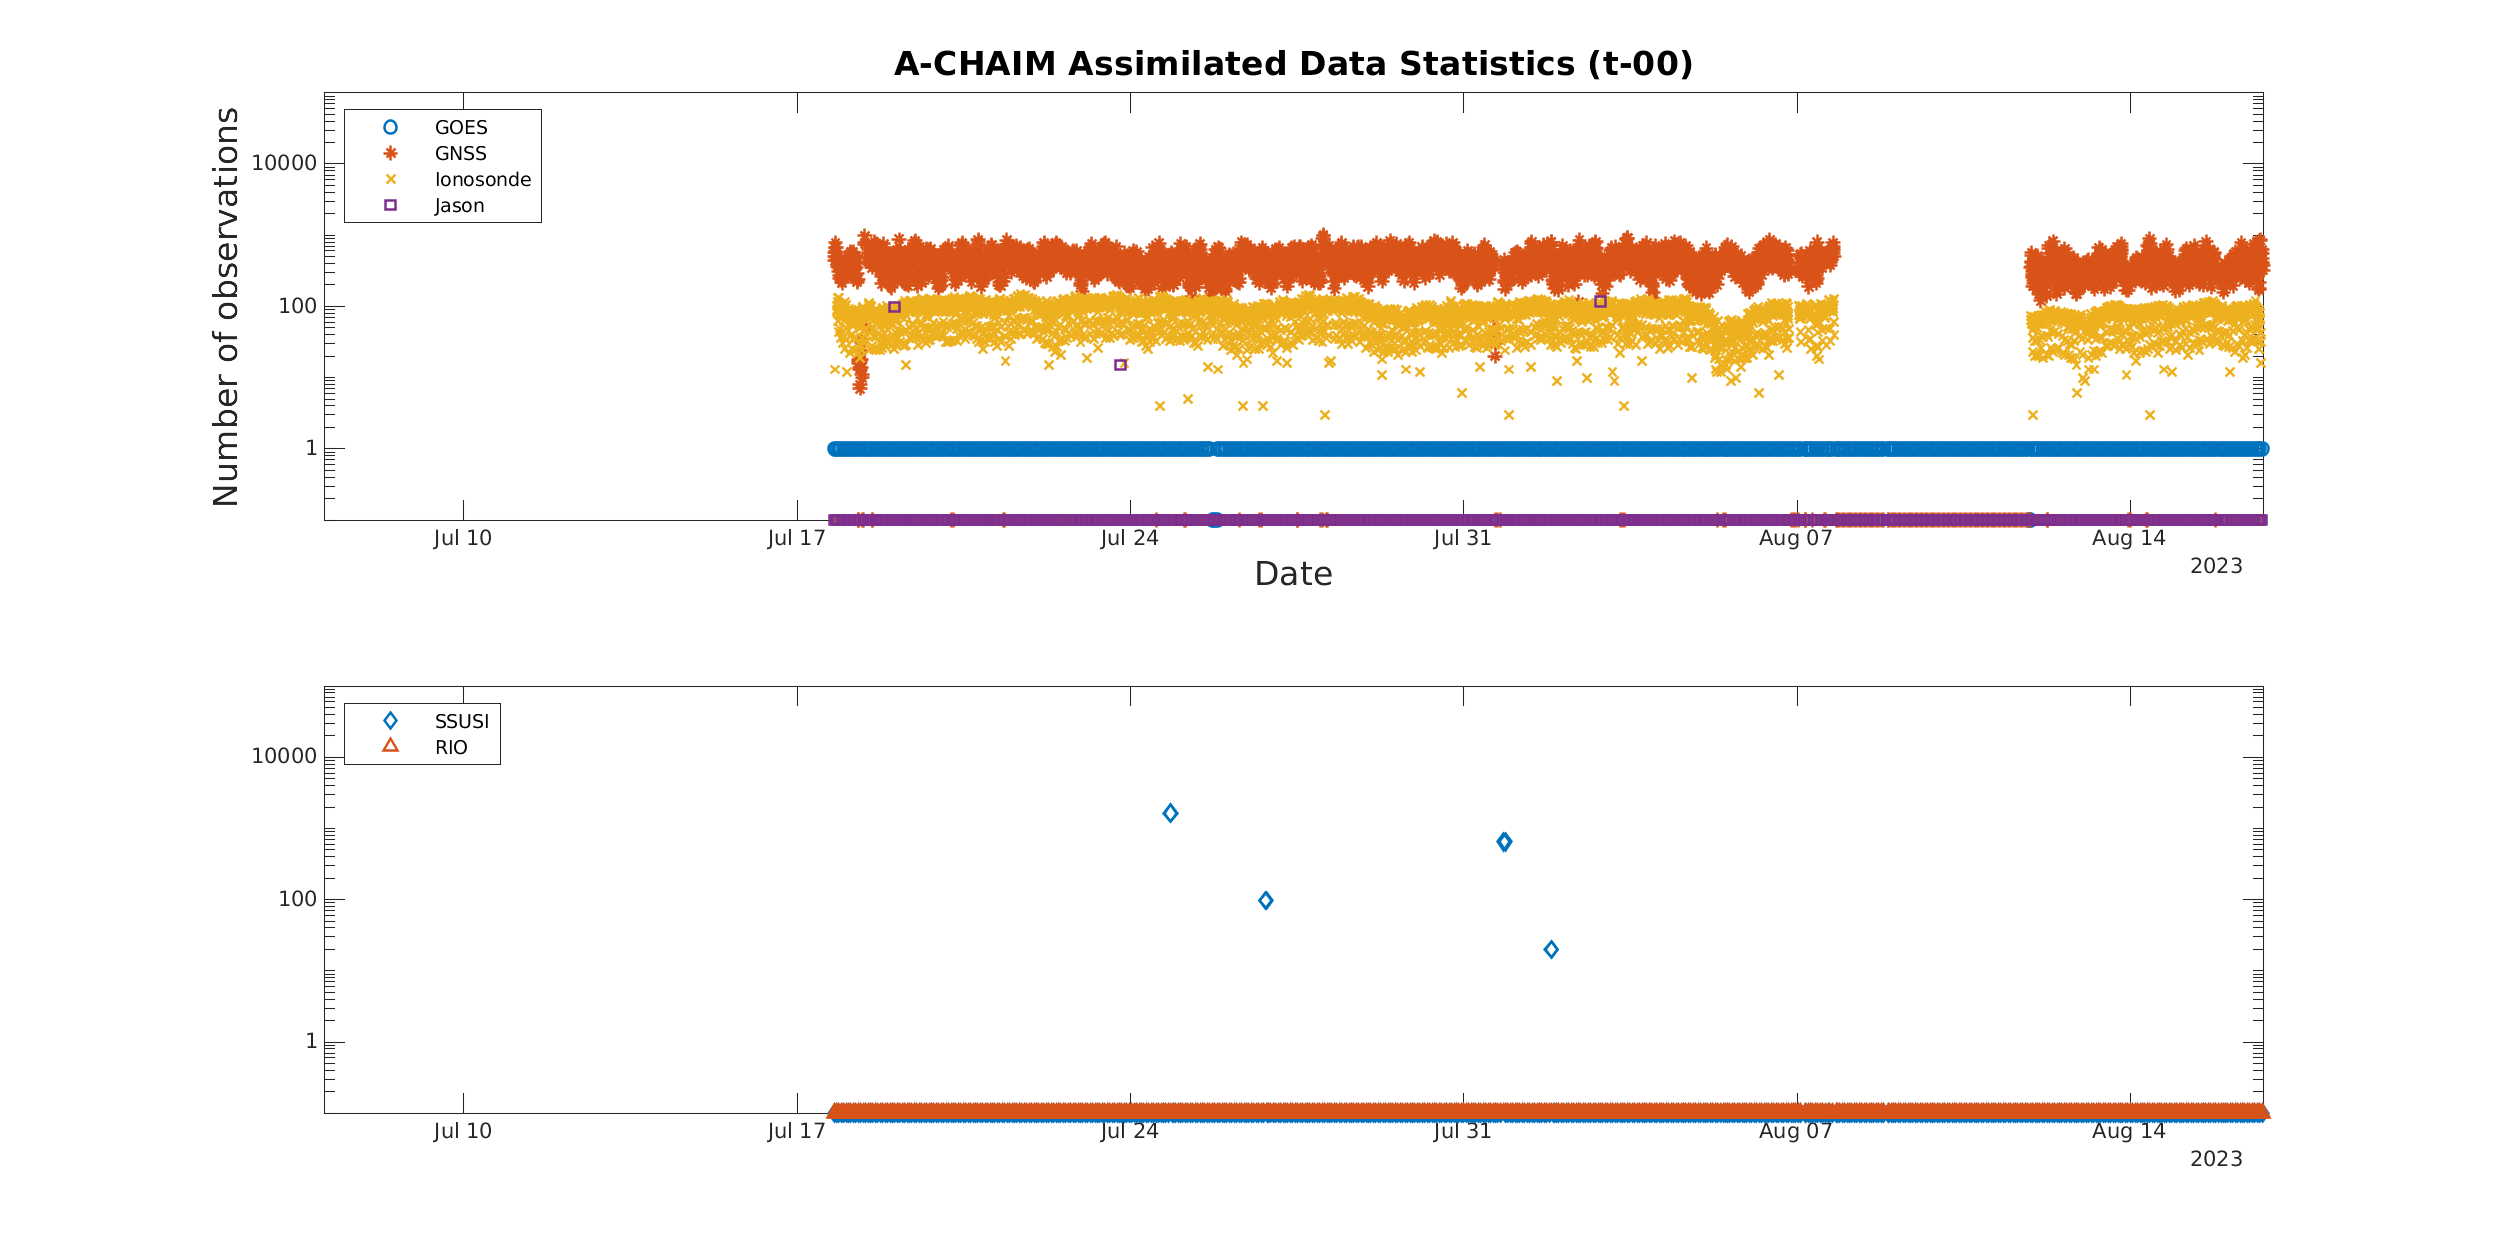 A-CHAIM Assimilated Data Statistics (t-00)
Number of observations
10000
100
1
GOES
GNSS
Ionosonde
Jason
Jul 10
Jul 17
Jul 24
Jul 31
Aug 07
Aug 14
2023
Date
10000
100
1
SSUSI
RIO
Jul 10
Jul 17
Jul 24
Jul 31
Aug 07
Aug 14
2023